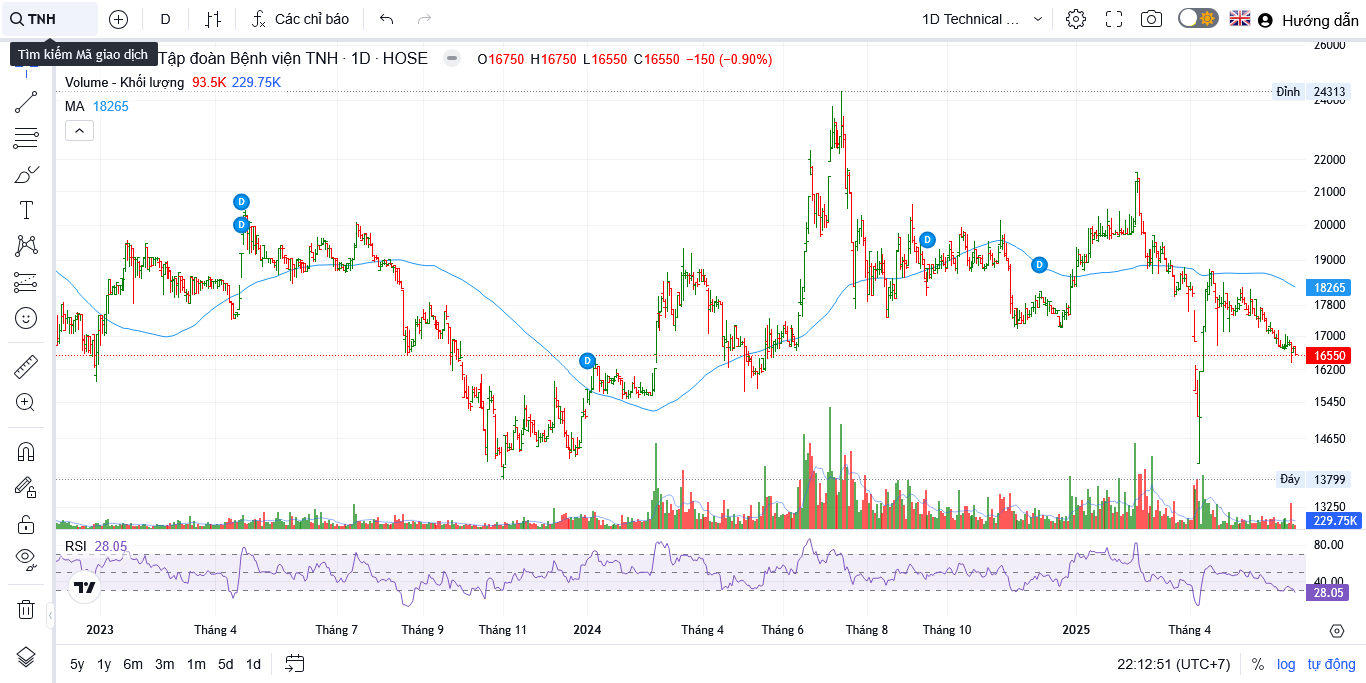 TNH
D
Các chỉ báo
1D Technical ...
Hướng dẫn
Tìm kiếm Mã giao dịch
Tập đoàn Bệnh viện TNH · 1D · HOSE
O16750 H16750 L16550 C16550 −150 (−0.90%)
Volume - Khối lượng 93.5K 229.75K
MA 18265
26000
Đỉnh 24313
24000
22000
21000
20000
19000
18265
17800
17000
16550
16200
15450
14650
Đáy 13799
13250
229.75K
D
D
D
D
D
RSI 28.05
80.00
40.00
28.05
2023 Tháng 4 Tháng 7 Tháng 9 Tháng 11 2024 Tháng 4 Tháng 6 Tháng 8 Tháng 10 2025 Tháng 4
5y 1y 6m 3m 1m 5d 1d
22:12:51 (UTC+7) % log tự động